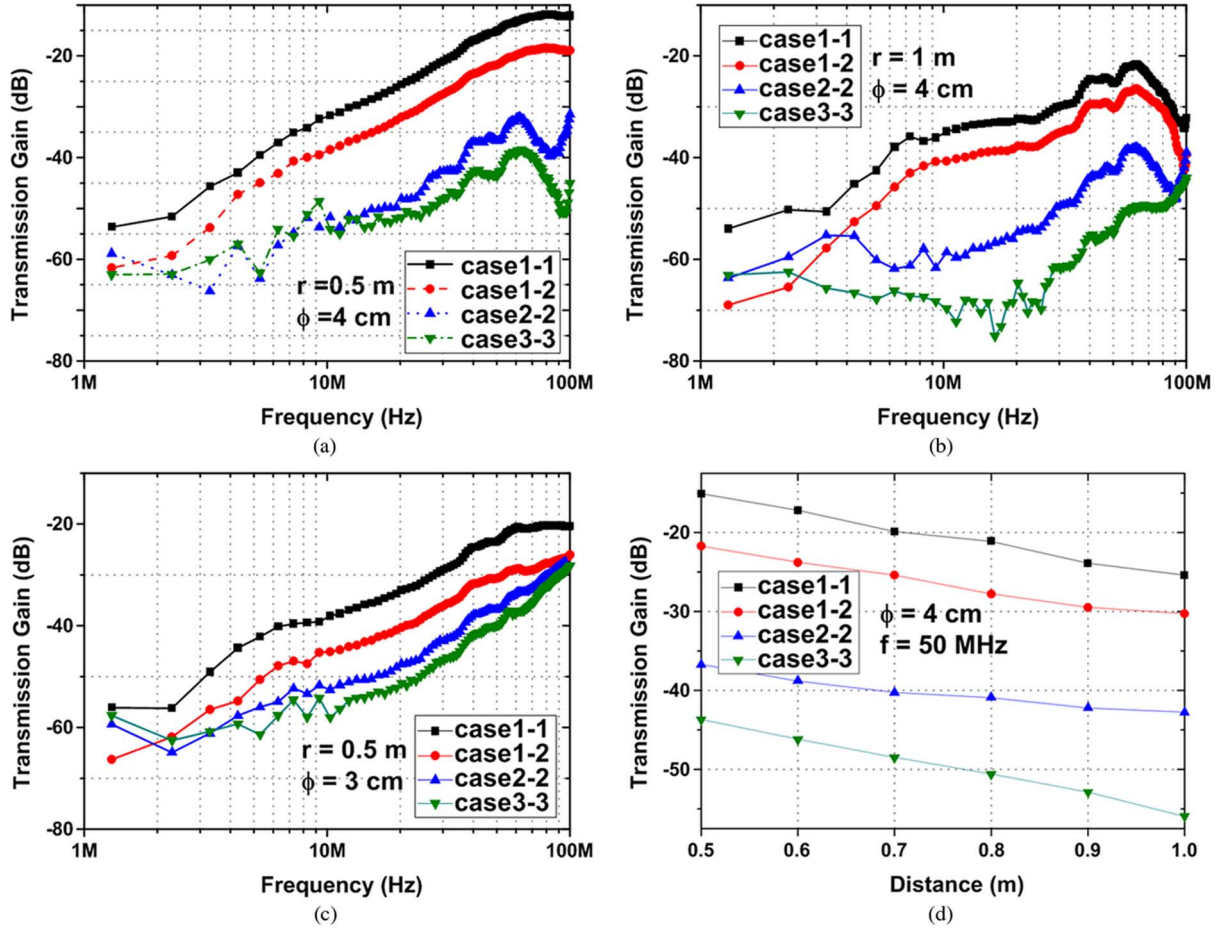 Transmission Gain (dB)
-20
-40
-60
-80
1M
10M
100M
Frequency (Hz)
case1-1
case1-2
case2-2
case3-3
r =0.5 m
ϕ =4 cm
(a)
Transmission Gain (dB)
-20
-40
-60
-80
1M
10M
100M
Frequency (Hz)
case1-1
case1-2
case2-2
case3-3
r = 1 m
ϕ = 4 cm
(b)
Transmission Gain (dB)
-20
-40
-60
-80
1M
10M
100M
Frequency (Hz)
case1-1
case1-2
case2-2
case3-3
r = 0.5 m
ϕ = 3 cm
(c)
Transmission Gain (dB)
-20
-30
-40
-50
0.5
0.6
0.7
0.8
0.9
1.0
Distance (m)
case1-1
case1-2
case2-2
case3-3
ϕ = 4 cm
f = 50 MHz
(d)